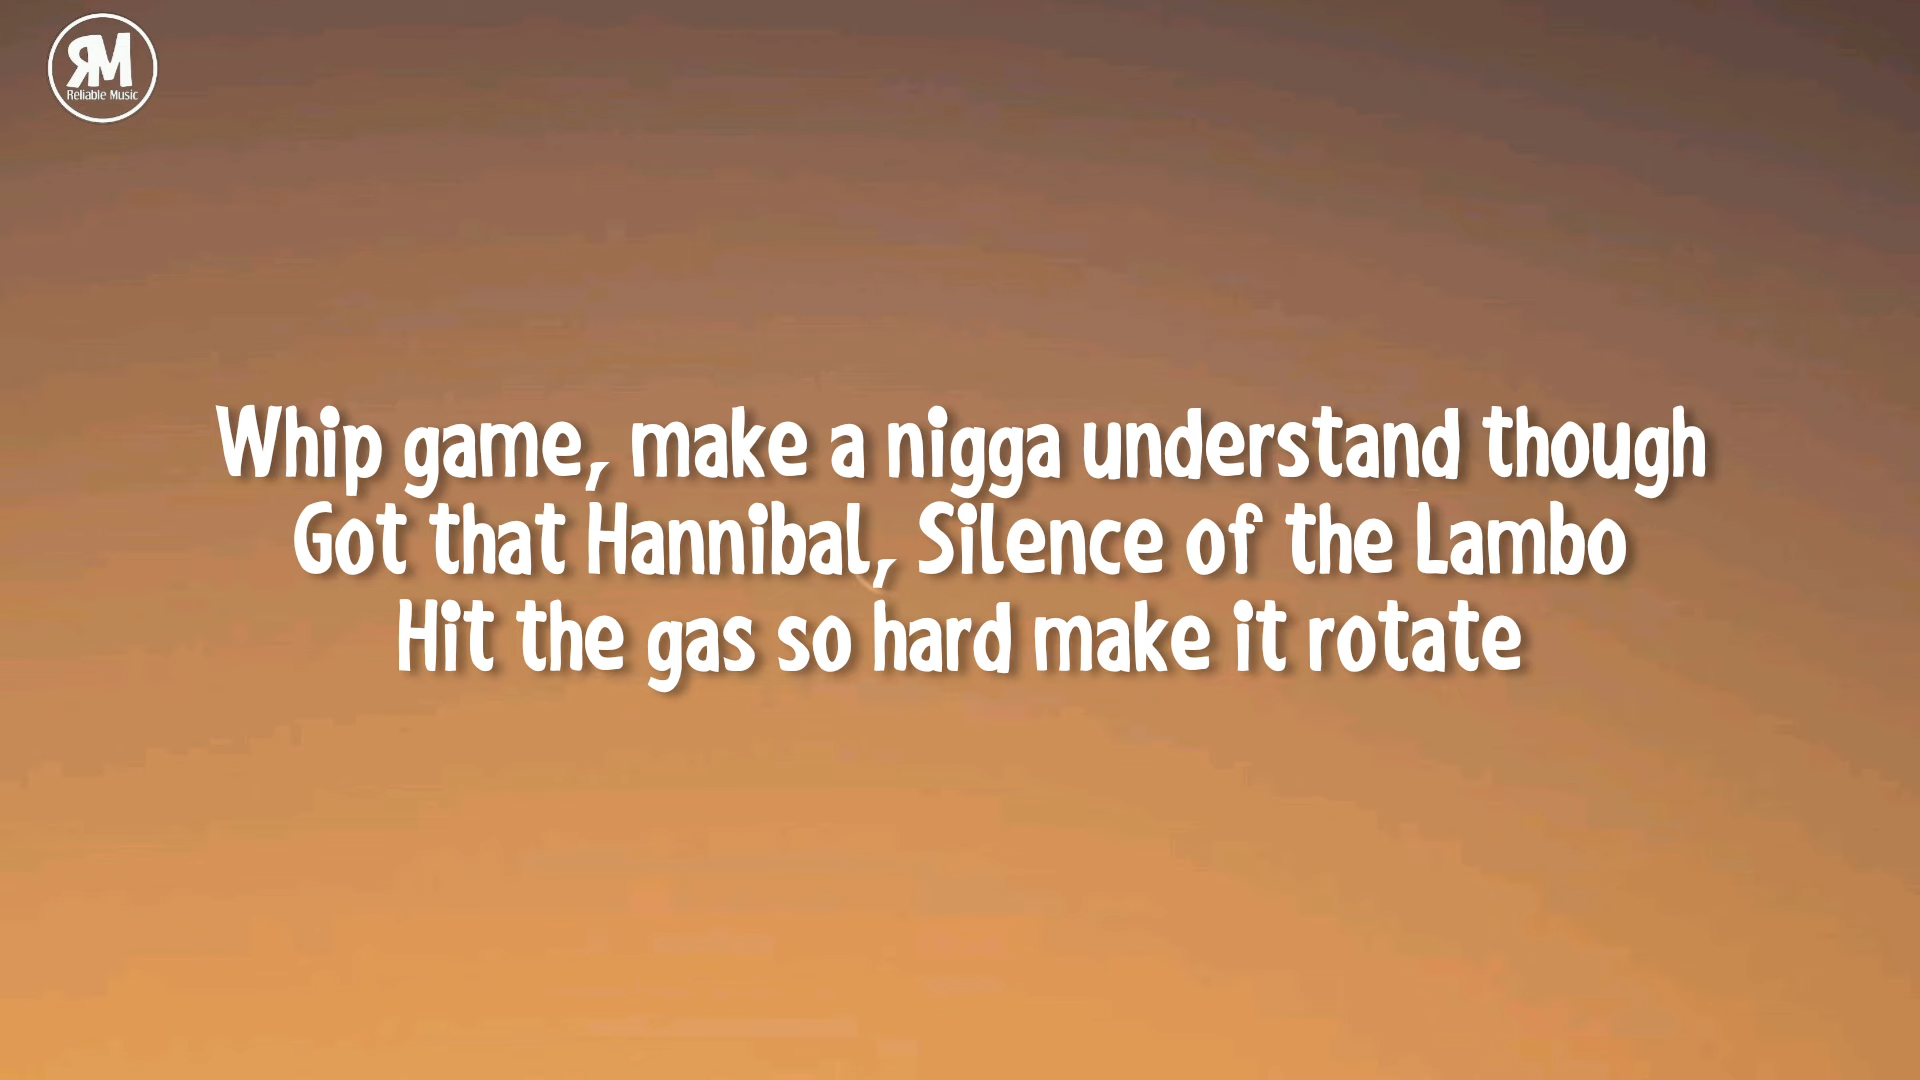 RM
Reliable Music
Whip game, make a nigga understand though
Got that Hannibal, Silence of the Lambo
Hit the gas so hard make it rotate